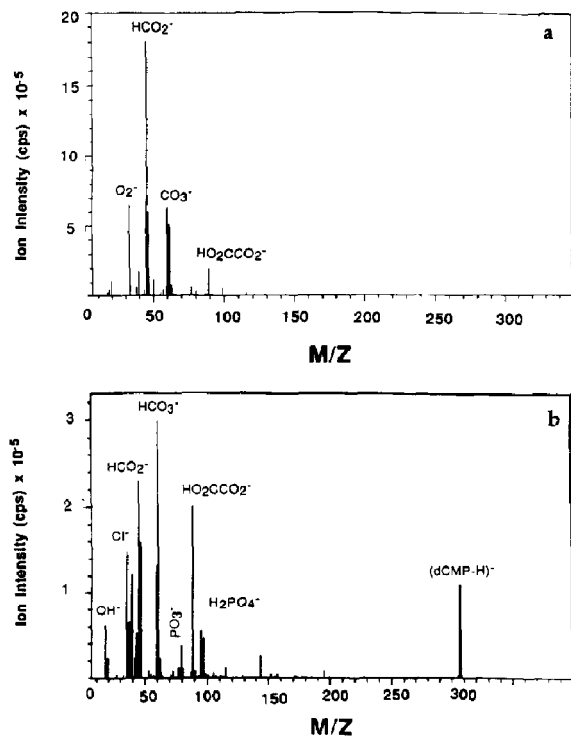 a
Ion Intensity (cps) x 10⁻⁵
20
15
10
5
HCO₂⁻
O₂⁻
CO₃⁻
HO₂CCO₂⁻
0 50 100 150 200 250 300
M/Z
b
Ion Intensity (cps) x 10⁻⁵
3
2
1
HCO₃⁻
HCO₂⁻
HO₂CCO₂⁻
Cl⁻
(dCMP-H)⁻
OH⁻
PO₃⁻
H₂PO₄⁻
0 50 100 150 200 250 300
M/Z